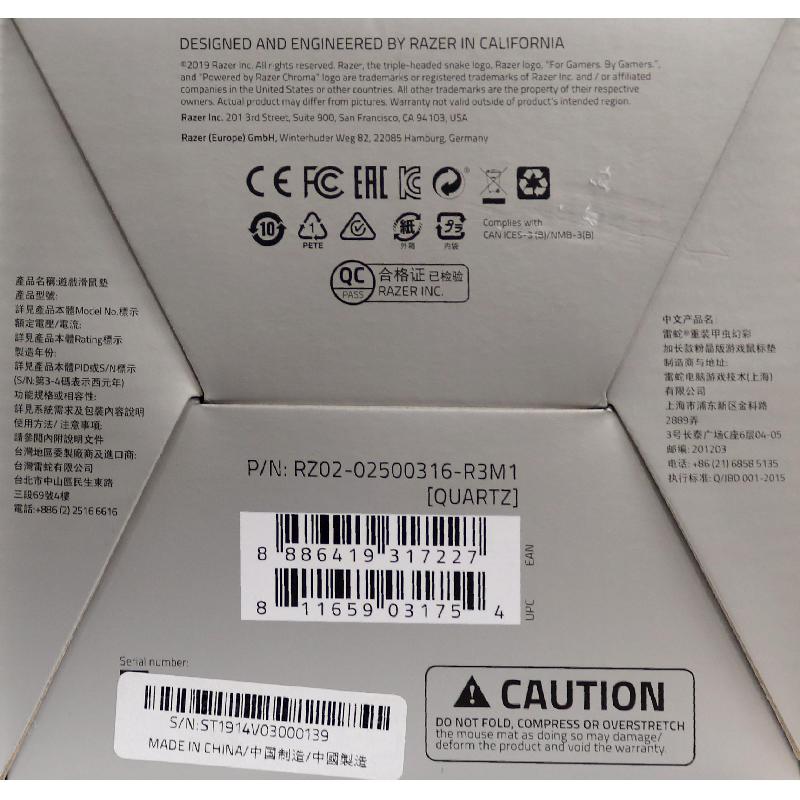 DESIGNED AND ENGINEERED BY RAZER IN CALIFORNIA
©2019 Razer Inc. All rights reserved. Razer, the triple-headed snake logo, Razer logo, "For Gamers. By Gamers.",
and "Powered by Razer Chroma" logo are trademarks or registered trademarks of Razer Inc. and / or affiliated
companies in the United States or other countries. All other trademarks are the property of their respective
owners. Actual product may differ from pictures. Warranty not valid outside of product's intended region.
Razer Inc. 201 3rd Street, Suite 900, San Francisco, CA 94103, USA
Razer (Europe) GmbH, Winterhuder Weg 82, 22085 Hamburg, Germany
CE FC EAC KC
10 1 紙 プラ
PETE 外箱 内袋
Complies with
CAN ICES-3 (B)/NMB-3(B)
QC PASS
合格证 已检验
RAZER INC.
產品名稱:遊戲滑鼠墊
產品型號:
詳見產品本體Model No.標示
額定電壓/電流:
詳見產品本體Rating標示
製造年份:
詳見產品本體PID或S/N標示
(S/N:第3-4碼表示西元年)
功能規格或相容性:
詳見系統需求及包裝內容說明
使用方法/ 注意事項:
請參閱內附說明文件
台灣地區委製廠商及進口商:
台灣雷蛇有限公司
台北市中山區民生東路
三段69號4樓
電話:+886 (2) 2516 6616
中文产品名:
雷蛇®重装甲虫幻彩
加长款粉晶版游戏鼠标垫
制造商与地址:
雷蛇电脑游戏技术(上海)
有限公司
上海市浦东新区金科路
2889弄
3号长泰广场C座6层04-05
邮编: 201203
电话: +86 (21) 6858 5135
执行标准: Q/IBD 001-2015
P/N: RZ02-02500316-R3M1
[QUARTZ]
8 886419 317227
EAN
8 11659 03175 4
UPC
Serial number:
S/N:ST1914V03000139
MADE IN CHINA/中国制造/中國製造
CAUTION
DO NOT FOLD, COMPRESS OR OVERSTRETCH
the mouse mat as doing so may damage/
deform the product and void the warranty.